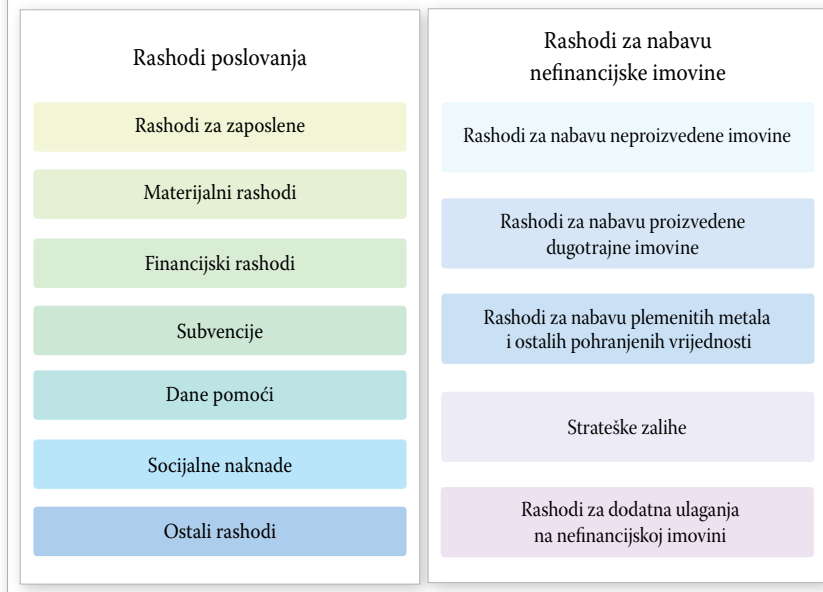 Rashodi poslovanja
Rashodi za zaposlene
Materijalni rashodi
Financijski rashodi
Subvencije
Dane pomoći
Socijalne naknade
Ostali rashodi
Rashodi za nabavu
nefinancijske imovine
Rashodi za nabavu neproizvedene imovine
Rashodi za nabavu proizvedene
dugotrajne imovine
Rashodi za nabavu plemenitih metala
i ostalih pohranjenih vrijednosti
Strateške zalihe
Rashodi za dodatna ulaganja
na nefinancijskoj imovini